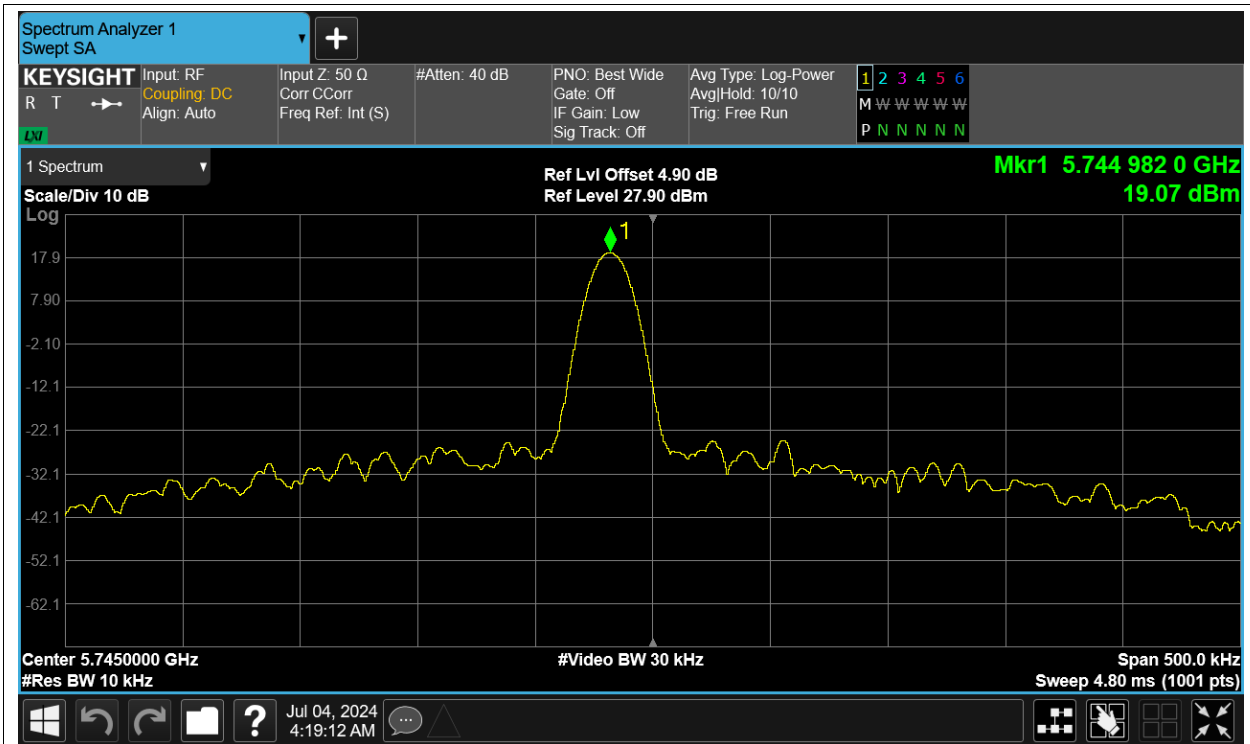 Spectrum Analyzer 1
Swept SA
KEYSIGHT
R T
LXI
Input: RF
Coupling: DC
Align: Auto
Input Z: 50 Ω
Corr CCorr
Freq Ref: Int (S)
#Atten: 40 dB
PNO: Best Wide
Gate: Off
IF Gain: Low
Sig Track: Off
Avg Type: Log-Power
Avg|Hold: 10/10
Trig: Free Run
1 2 3 4 5 6
M W W W W W
P N N N N N
1 Spectrum
Scale/Div 10 dB
Log
Ref Lvl Offset 4.90 dB
Ref Level 27.90 dBm
Mkr1 5.744 982 0 GHz
19.07 dBm
1
17.9
7.90
-2.10
-12.1
-22.1
-32.1
-42.1
-52.1
-62.1
Center 5.7450000 GHz
#Res BW 10 kHz
#Video BW 30 kHz
Span 500.0 kHz
Sweep 4.80 ms (1001 pts)
?
Jul 04, 2024
4:19:12 AM